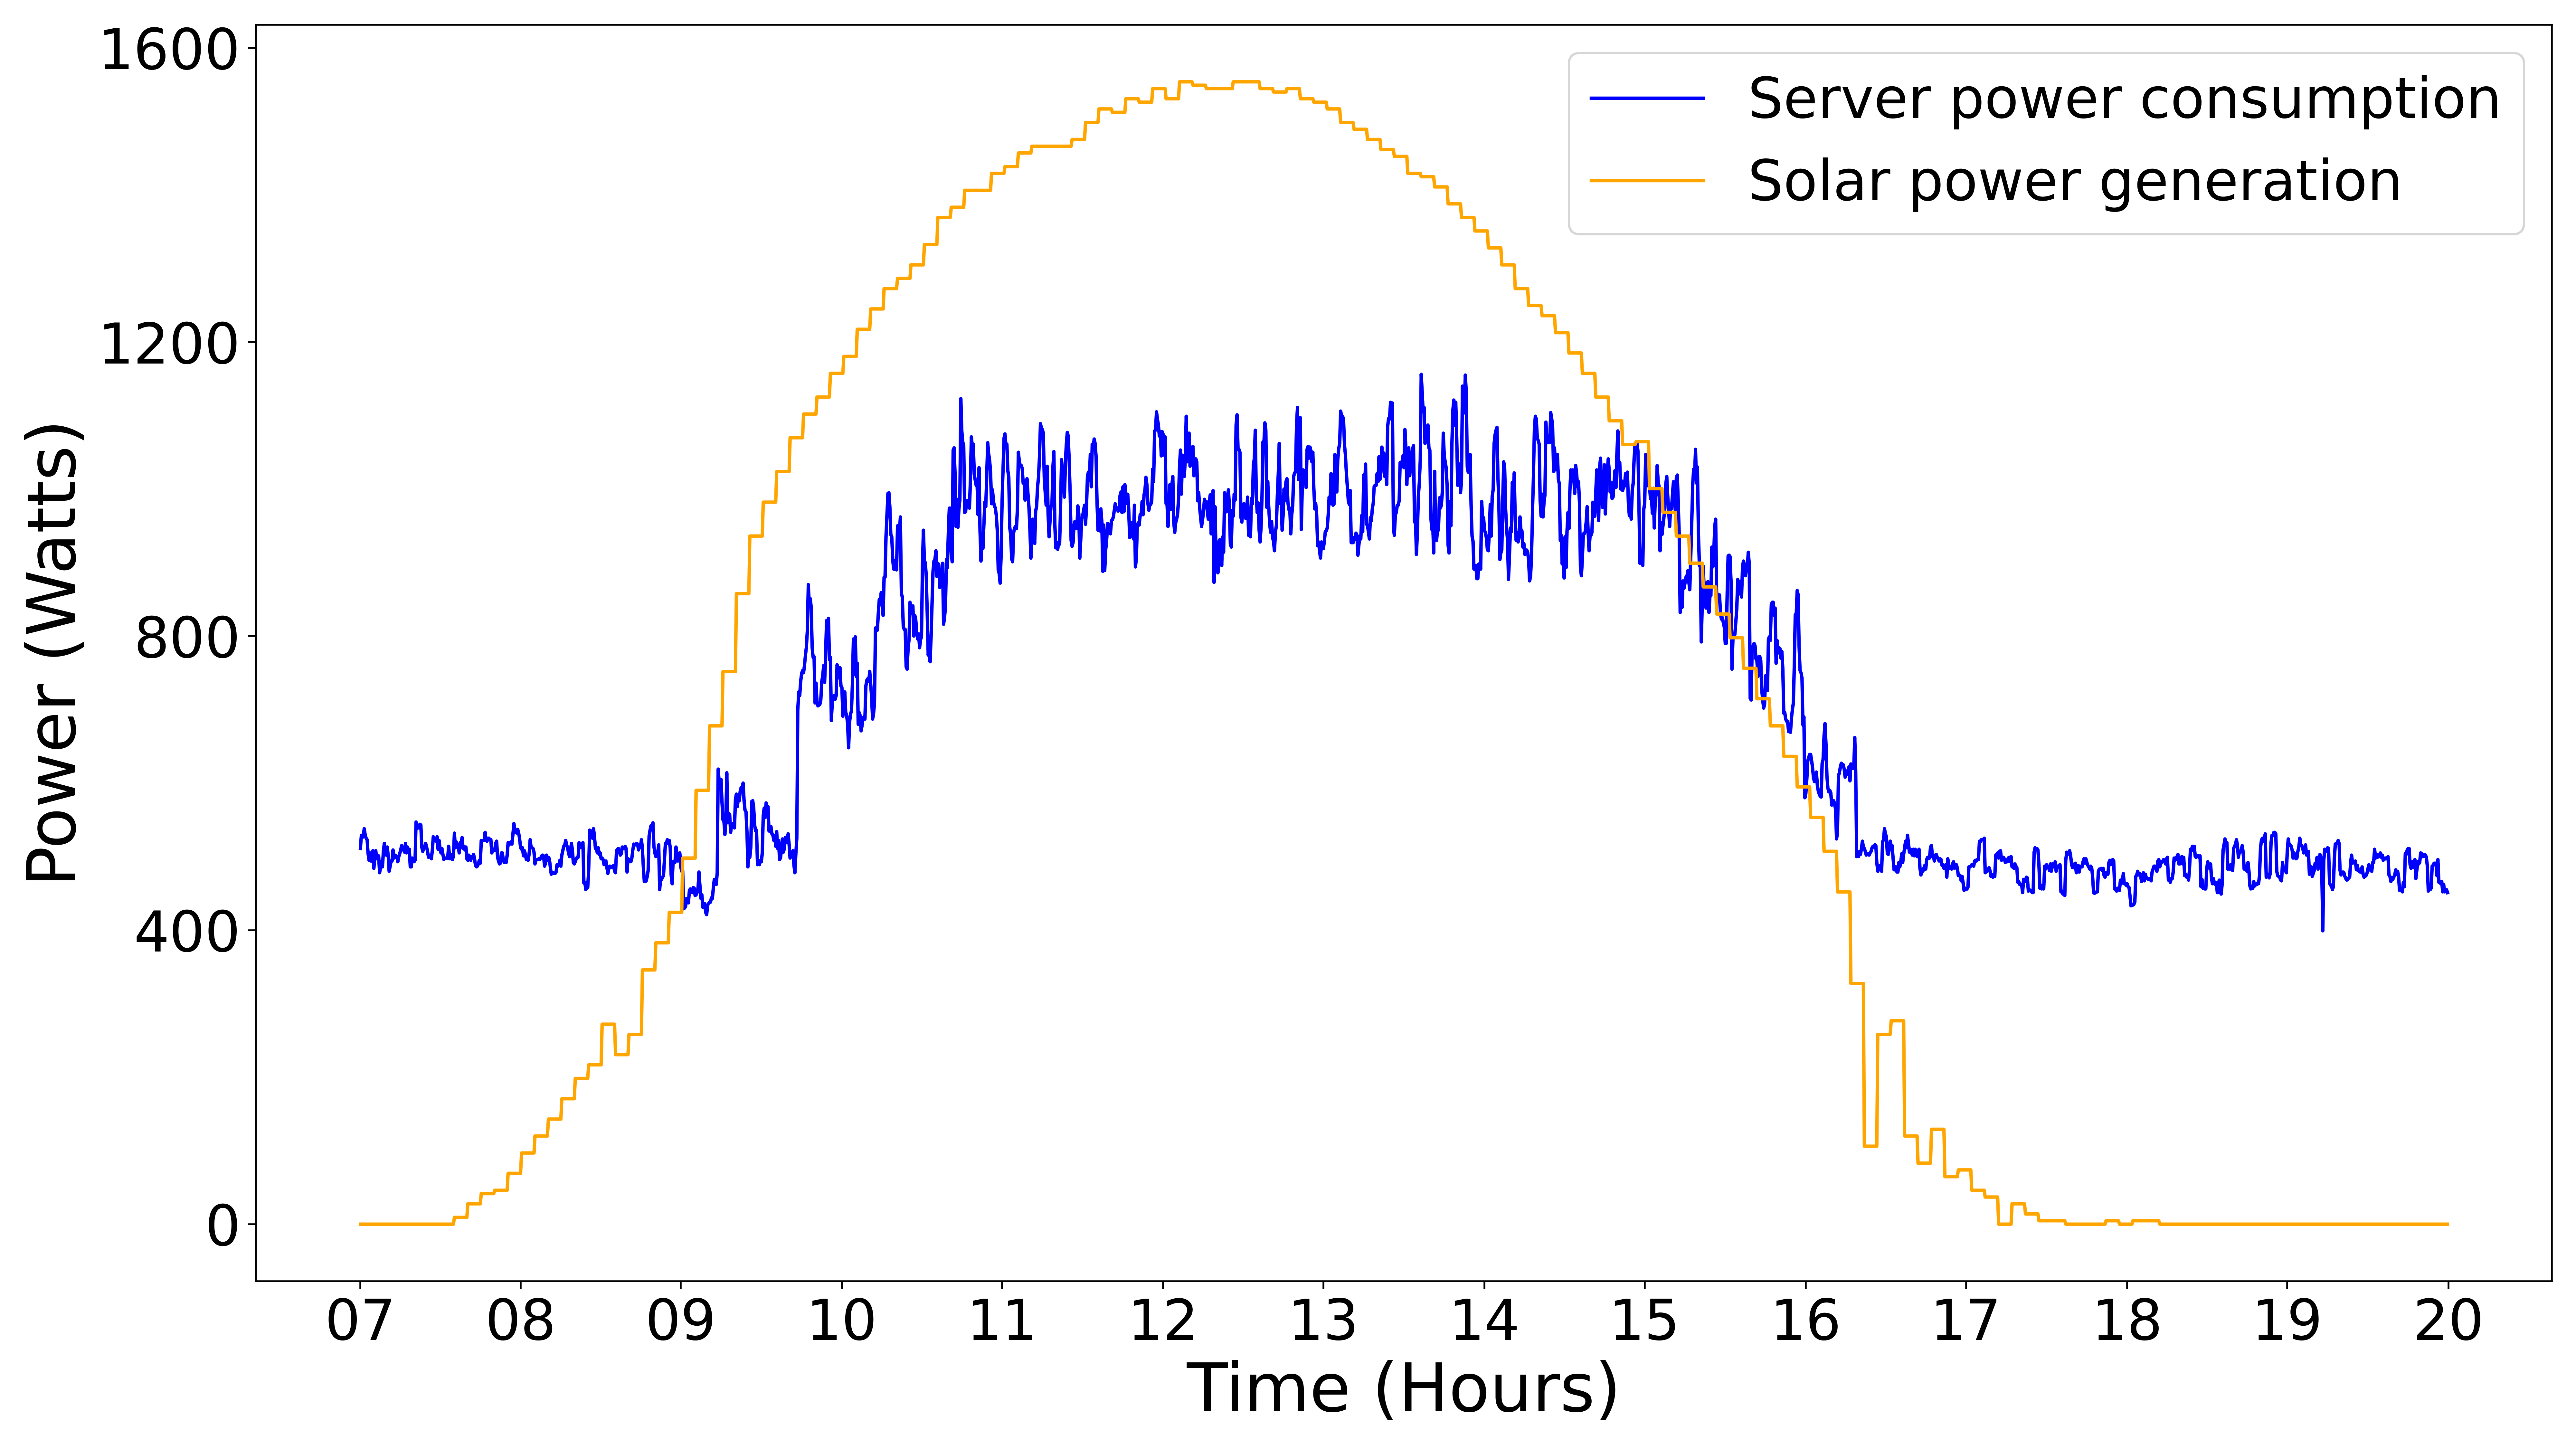 1600
1200
800
400
0
Power (Watts)
Server power consumption
Solar power generation
07 08 09 10 11 12 13 14 15 16 17 18 19 20
Time (Hours)